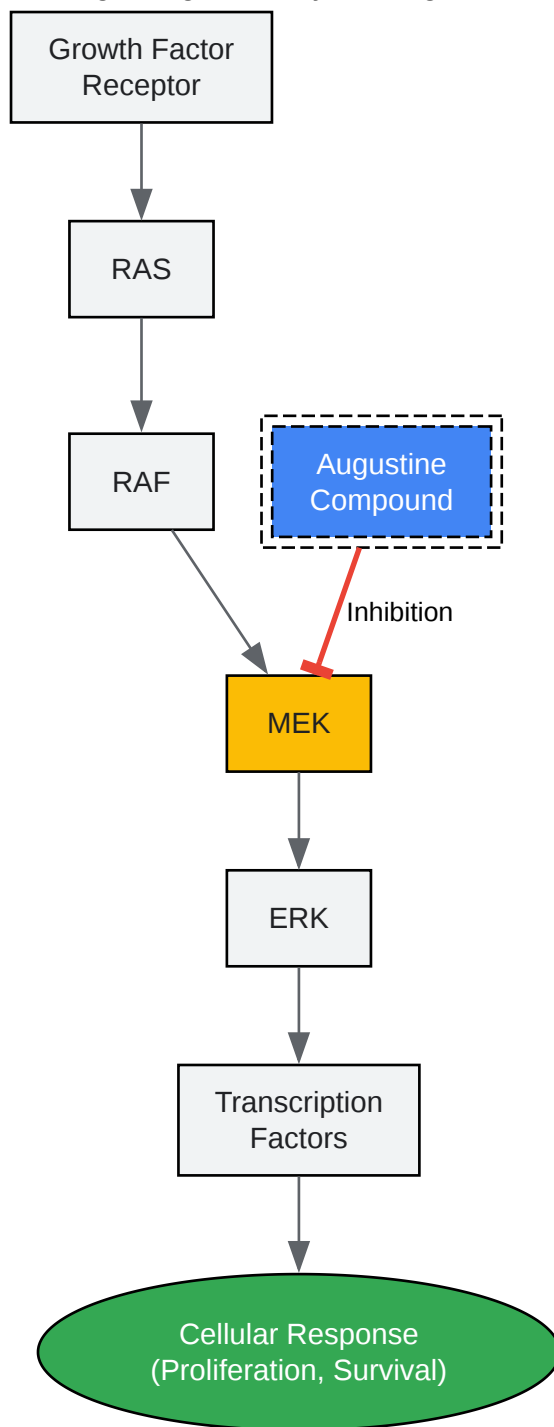 Growth Factor
Receptor
RAS
RAF
Augustine
Compound
Inhibition
MEK
ERK
Transcription
Factors
Cellular Response
(Proliferation, Survival)